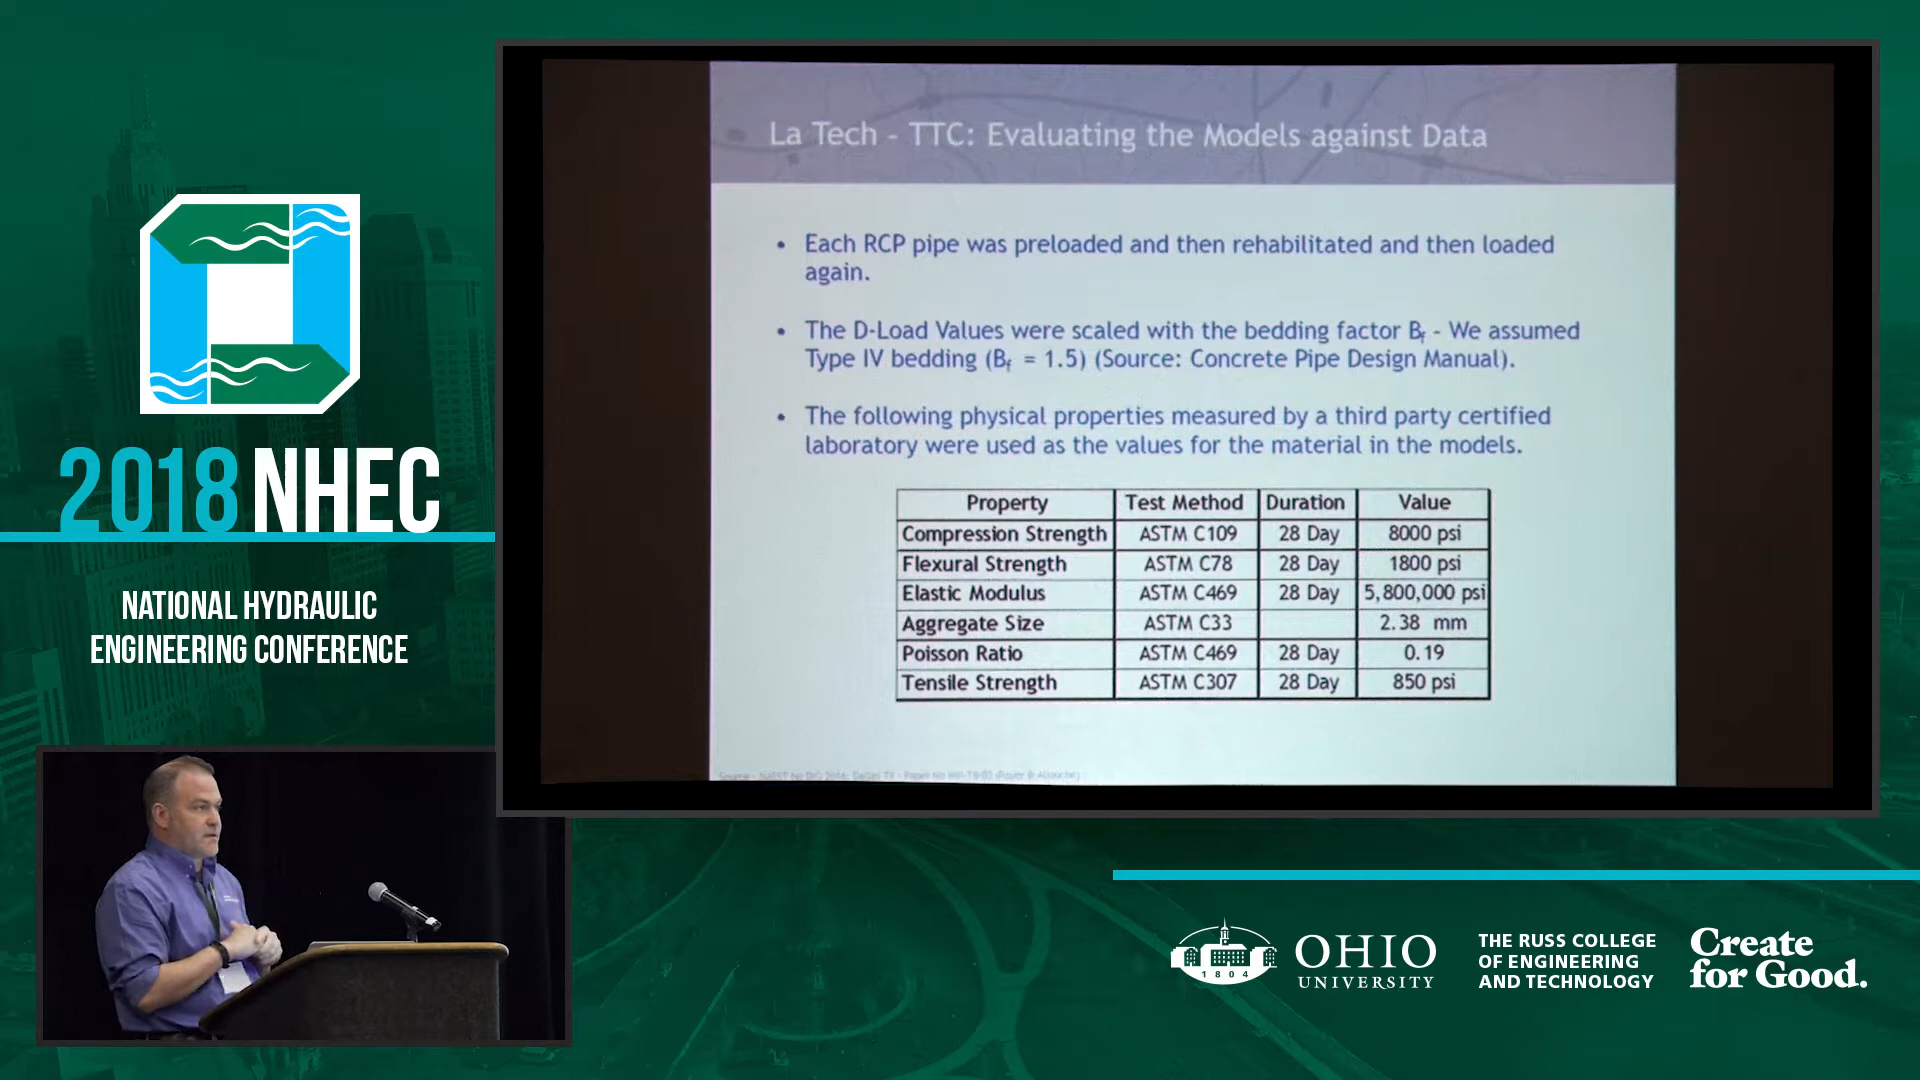 La Tech - TTC: Evaluating the Models against Data
• Each RCP pipe was preloaded and then rehabilitated and then loaded
again.
• The D-Load Values were scaled with the bedding factor Bf - We assumed
Type IV bedding (Bf = 1.5) (Source: Concrete Pipe Design Manual).
• The following physical properties measured by a third party certified
laboratory were used as the values for the material in the models.
Property Test Method Duration Value
Compression Strength ASTM C109 28 Day 8000 psi
Flexural Strength ASTM C78 28 Day 1800 psi
Elastic Modulus ASTM C469 28 Day 5,800,000 psi
Aggregate Size ASTM C33 2.38 mm
Poisson Ratio ASTM C469 28 Day 0.19
Tensile Strength ASTM C307 28 Day 850 psi
2018 NHEC
NATIONAL HYDRAULIC
ENGINEERING CONFERENCE
1804
OHIO
UNIVERSITY
THE RUSS COLLEGE
OF ENGINEERING
AND TECHNOLOGY
Create
for Good.